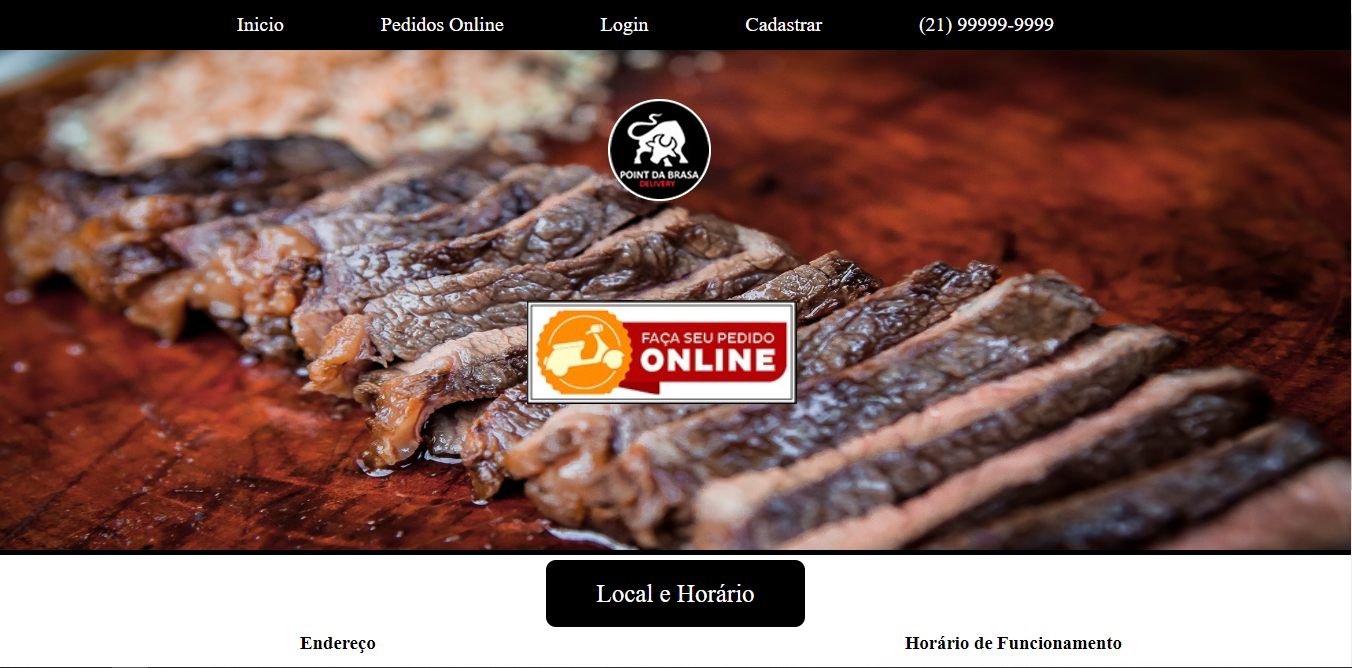 Inicio
Pedidos Online
Login
Cadastrar
(21) 99999-9999
POINT DA BRASA
DELIVERY
FAÇA SEU PEDIDO
ONLINE
Local e Horário
Endereço
Horário de Funcionamento